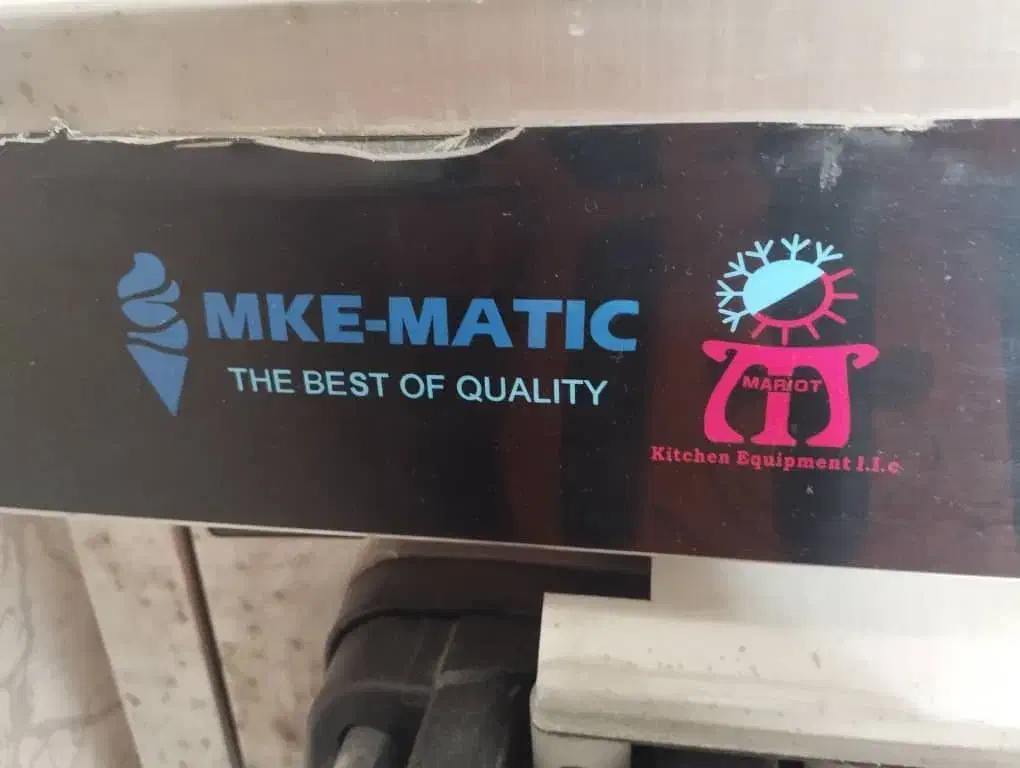 MKE-MATIC
THE BEST OF QUALITY
MARIOT
Kitchen Equipment l.l.c